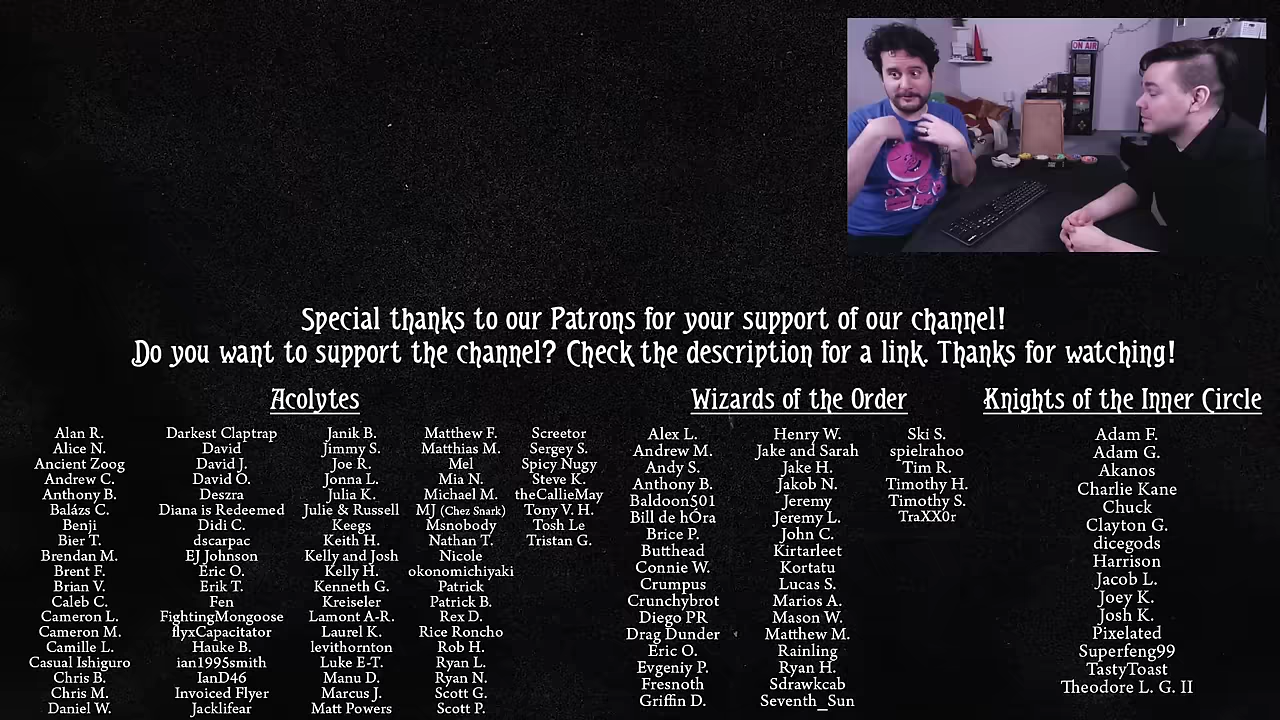 ON AIR
Special thanks to our Patrons for your support of our channel!
Do you want to support the channel? Check the description for a link. Thanks for watching!
Acolytes
Alan R.
Alice N.
Ancient Zoog
Andrew C.
Anthony B.
Balázs C.
Benji
Bier T.
Brendan M.
Brent F.
Brian V.
Caleb C.
Cameron L.
Cameron M.
Camille L.
Casual Ishiguro
Chris B.
Chris M.
Daniel W.
Darkest Claptrap
David
David J.
David O.
Deszra
Diana is Redeemed
Didi C.
dscarpac
EJ Johnson
Eric O.
Erik T.
Fen
FightingMongoose
flyxCapacitator
Hauke B.
ian1995smith
IanD46
Invoiced Flyer
Jacklifear
Janik B.
Jimmy S.
Joe R.
Jonna L.
Julia K.
Julie & Russell
Keegs
Keith H.
Kelly and Josh
Kelly H.
Kenneth G.
Kreiseler
Lamont A-R.
Laurel K.
levithornton
Luke E-T.
Manu D.
Marcus J.
Matt Powers
Matthew F.
Matthias M.
Mel
Mia N.
Michael M.
MJ (Chez Snark)
Msnobody
Nathan T.
Nicole
okonomichiyaki
Patrick
Patrick B.
Rex D.
Rice Roncho
Rob H.
Ryan L.
Ryan N.
Scott G.
Scott P.
Screetor
Sergey S.
Spicy Nugy
Steve K.
theCallieMay
Tony V. H.
Tosh Le
Tristan G.
Wizards of the Order
Alex L.
Andrew M.
Andy S.
Anthony B.
Baldoon501
Bill de hÓra
Brice P.
Butthead
Connie W.
Crumpus
Crunchybrot
Diego PR
Drag Dunder
Eric O.
Evgeniy P.
Fresnoth
Griffin D.
Henry W.
Jake and Sarah
Jake H.
Jakob N.
Jeremy
Jeremy L.
John C.
Kirtarleet
Kortatu
Lucas S.
Marios A.
Mason W.
Matthew M.
Rainling
Ryan H.
Sdrawkcab
Seventh_Sun
Ski S.
spielrahoo
Tim R.
Timothy H.
Timothy S.
TraXX0r
Knights of the Inner Circle
Adam F.
Adam G.
Akanos
Charlie Kane
Chuck
Clayton G.
dicegods
Harrison
Jacob L.
Joey K.
Josh K.
Pixelated
Superfeng99
TastyToast
Theodore L. G. II